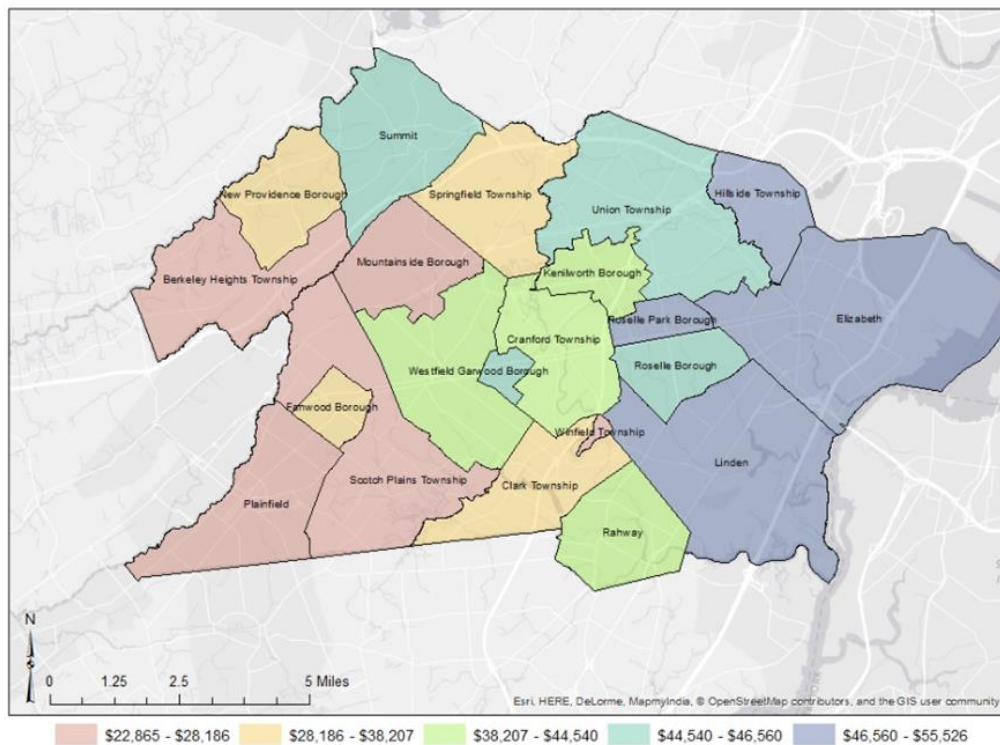 Summit
New Providence Borough
Springfield Township
Hillside Township
Union Township
Mountainside Borough
Kenilworth Borough
Berkeley Heights Township
Roselle Park Borough
Elizabeth
Cranford Township
Westfield Garwood Borough
Roselle Borough
Fanwood Borough
Winfield Township
Linden
Scotch Plains Township
Clark Township
Plainfield
Rahway
N
0 1.25 2.5 5 Miles
Esri, HERE, DeLorme, MapmyIndia, © OpenStreetMap contributors, and the GIS user community
$22,865 - $28,186 $28,186 - $38,207 $38,207 - $44,540 $44,540 - $46,560 $46,560 - $55,526